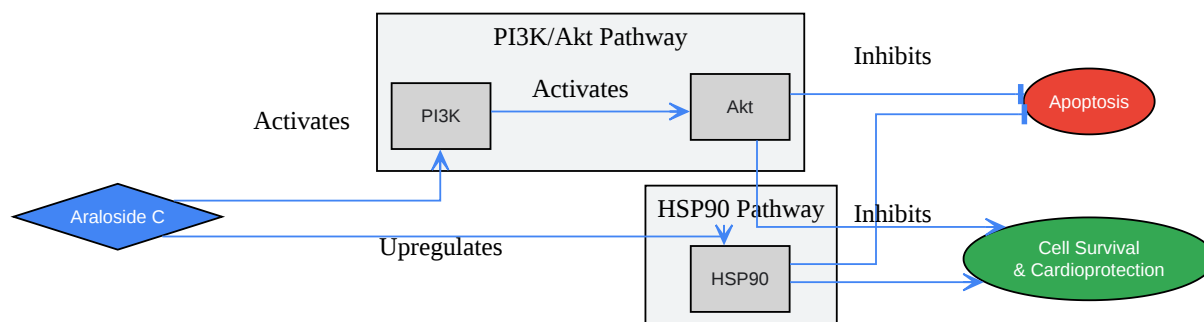 PI3K/Akt Pathway
Inhibits
Activates
PI3K
Akt
Apoptosis
Activates
Araloside C
HSP90 Pathway
Inhibits
Upregulates
HSP90
Cell Survival
& Cardioprotection